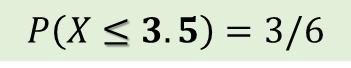 P(X ≤ 3.5) = 3/6